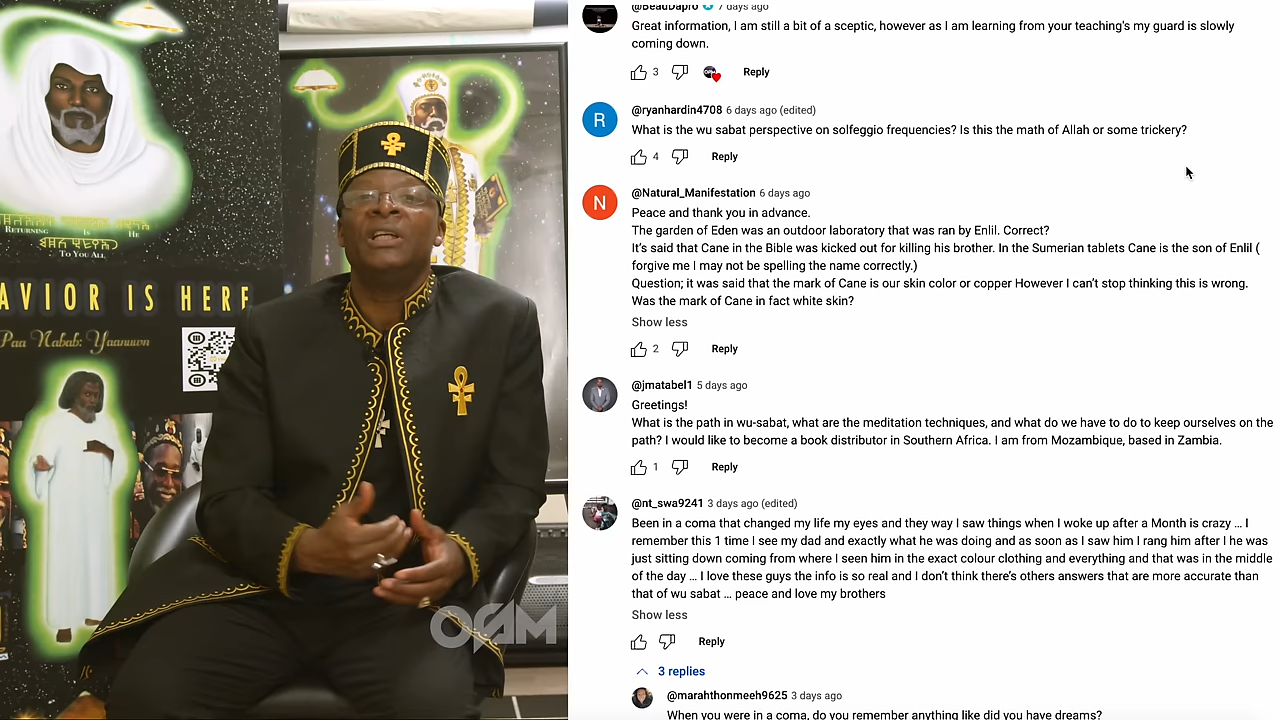 RETURNING IS HE
TO YOU ALL
AVIOR IS HERE
Paa Nabab: Yaanuwn
OGM
@BeauDapro 7 days ago
Great information, I am still a bit of a sceptic, however as I am learning from your teaching's my guard is slowly
coming down.
3 Reply
R
@ryanhardin4708 6 days ago (edited)
What is the wu sabat perspective on solfeggio frequencies? Is this the math of Allah or some trickery?
4 Reply
N
@Natural_Manifestation 6 days ago
Peace and thank you in advance.
The garden of Eden was an outdoor laboratory that was ran by Enlil. Correct?
It's said that Cane in the Bible was kicked out for killing his brother. In the Sumerian tablets Cane is the son of Enlil (
forgive me I may not be spelling the name correctly.)
Question; it was said that the mark of Cane is our skin color or copper However I can't stop thinking this is wrong.
Was the mark of Cane in fact white skin?
Show less
2 Reply
@jmatabel1 5 days ago
Greetings!
What is the path in wu-sabat, what are the meditation techniques, and what do we have to do to keep ourselves on the
path? I would like to become a book distributor in Southern Africa. I am from Mozambique, based in Zambia.
1 Reply
@nt_swa9241 3 days ago (edited)
Been in a coma that changed my life my eyes and they way I saw things when I woke up after a Month is crazy … I
remember this 1 time I see my dad and exactly what he was doing and as soon as I saw him I rang him after I he was
just sitting down coming from where I seen him in the exact colour clothing and everything and that was in the middle
of the day … I love these guys the info is so real and I don't think there's others answers that are more accurate than
that of wu sabat … peace and love my brothers
Show less
Reply
3 replies
@marahthonmeeh9625 3 days ago
When you were in a coma, do you remember anything like did you have dreams?